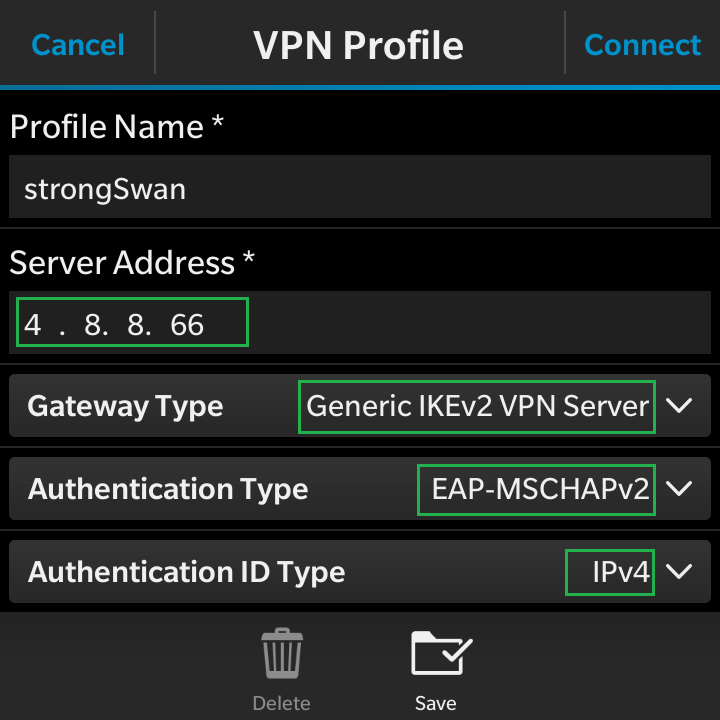 Cancel VPN Profile Connect
Profile Name *
strongSwan
Server Address *
4 . 8. 8. 66
Gateway Type Generic IKEv2 VPN Server
Authentication Type EAP-MSCHAPv2
Authentication ID Type IPv4
Delete Save